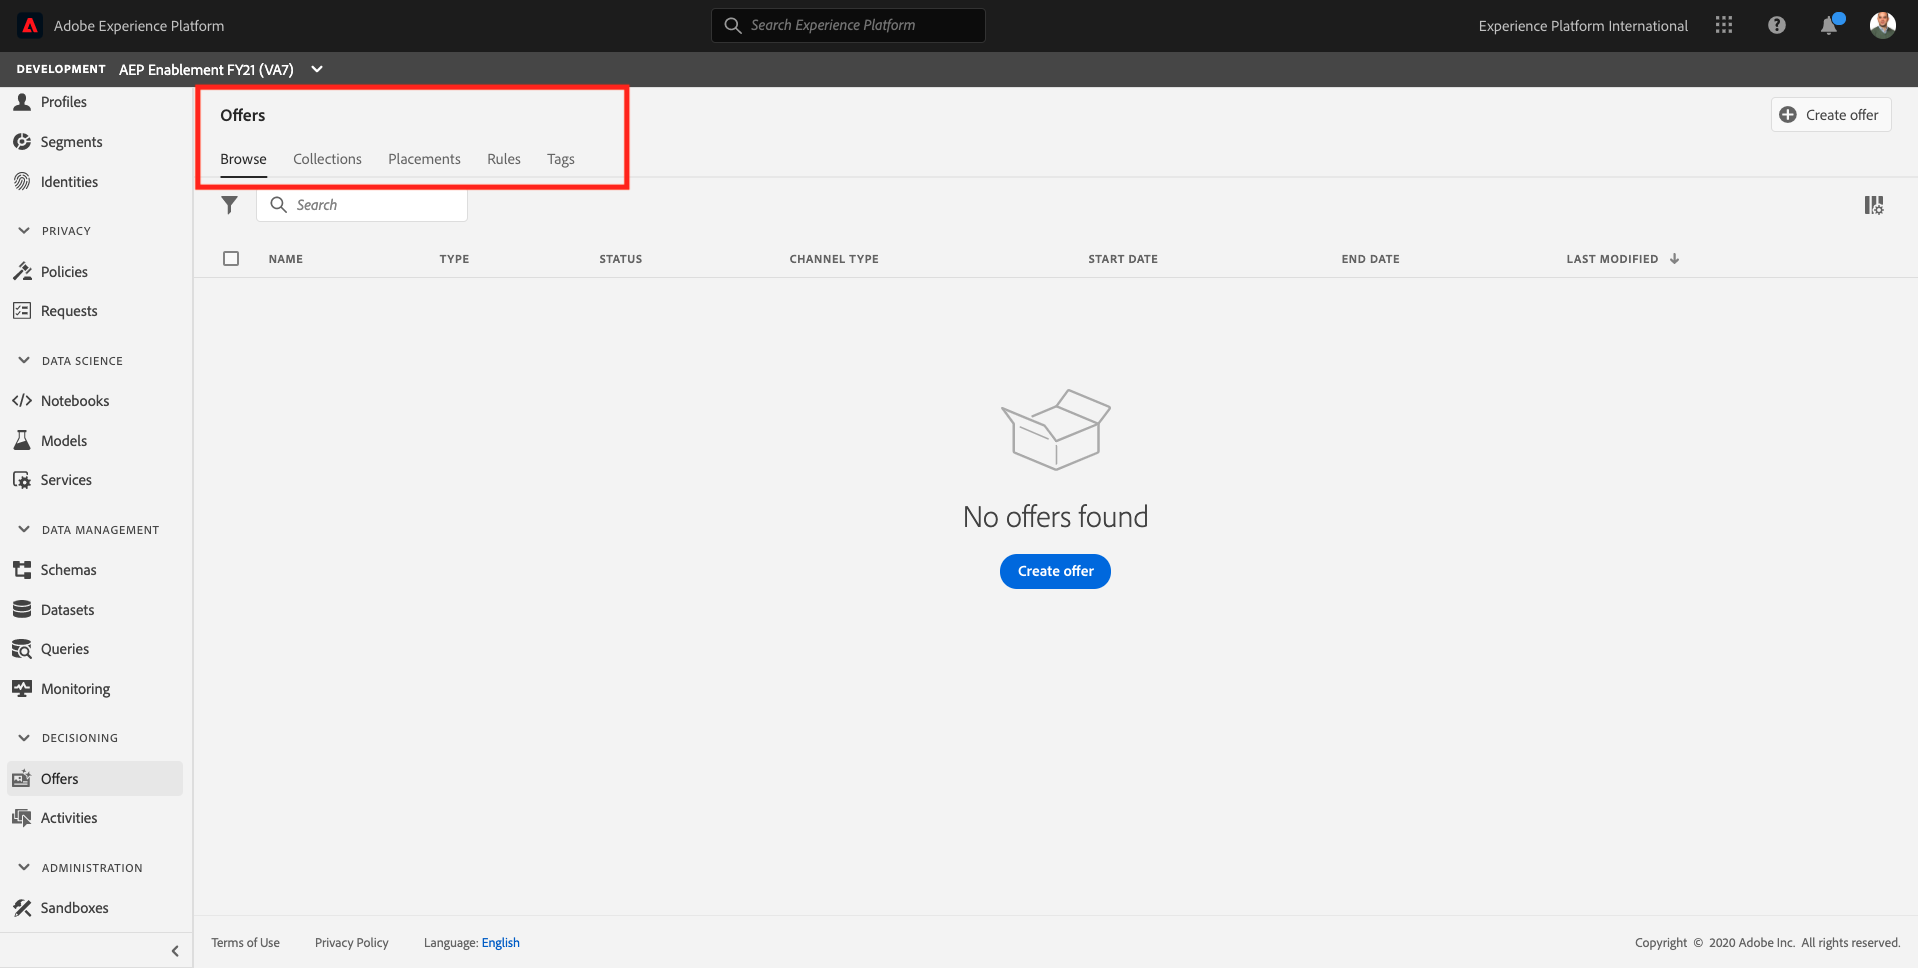 Adobe Experience Platform
Search Experience Platform
Experience Platform International
DEVELOPMENT AEP Enablement FY21 (VA7)
Profiles
Segments
Identities
PRIVACY
Policies
Requests
DATA SCIENCE
Notebooks
Models
Services
DATA MANAGEMENT
Schemas
Datasets
Queries
Monitoring
DECISIONING
Offers
Activities
ADMINISTRATION
Sandboxes
Offers
Create offer
Browse Collections Placements Rules Tags
Search
NAME TYPE STATUS CHANNEL TYPE START DATE END DATE LAST MODIFIED
No offers found
Create offer
Terms of Use Privacy Policy Language: English
Copyright © 2020 Adobe Inc. All rights reserved.